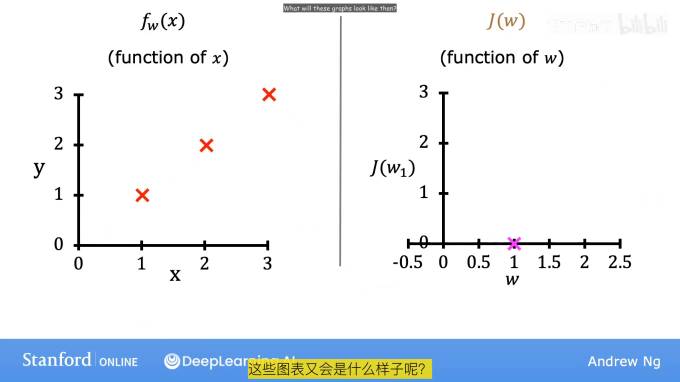 What will these graphs look like then?
f_w(x)
(function of x)
3
2
y
1
0
0 1 2 3
x
J(w)
bilibili
(function of w)
3
2
J(w₁)
1
0
-0.5 0 0.5 1 1.5 2 2.5
w
Stanford ONLINE
DeepLearning.AI
Andrew Ng
这些图表又会是什么样子呢?